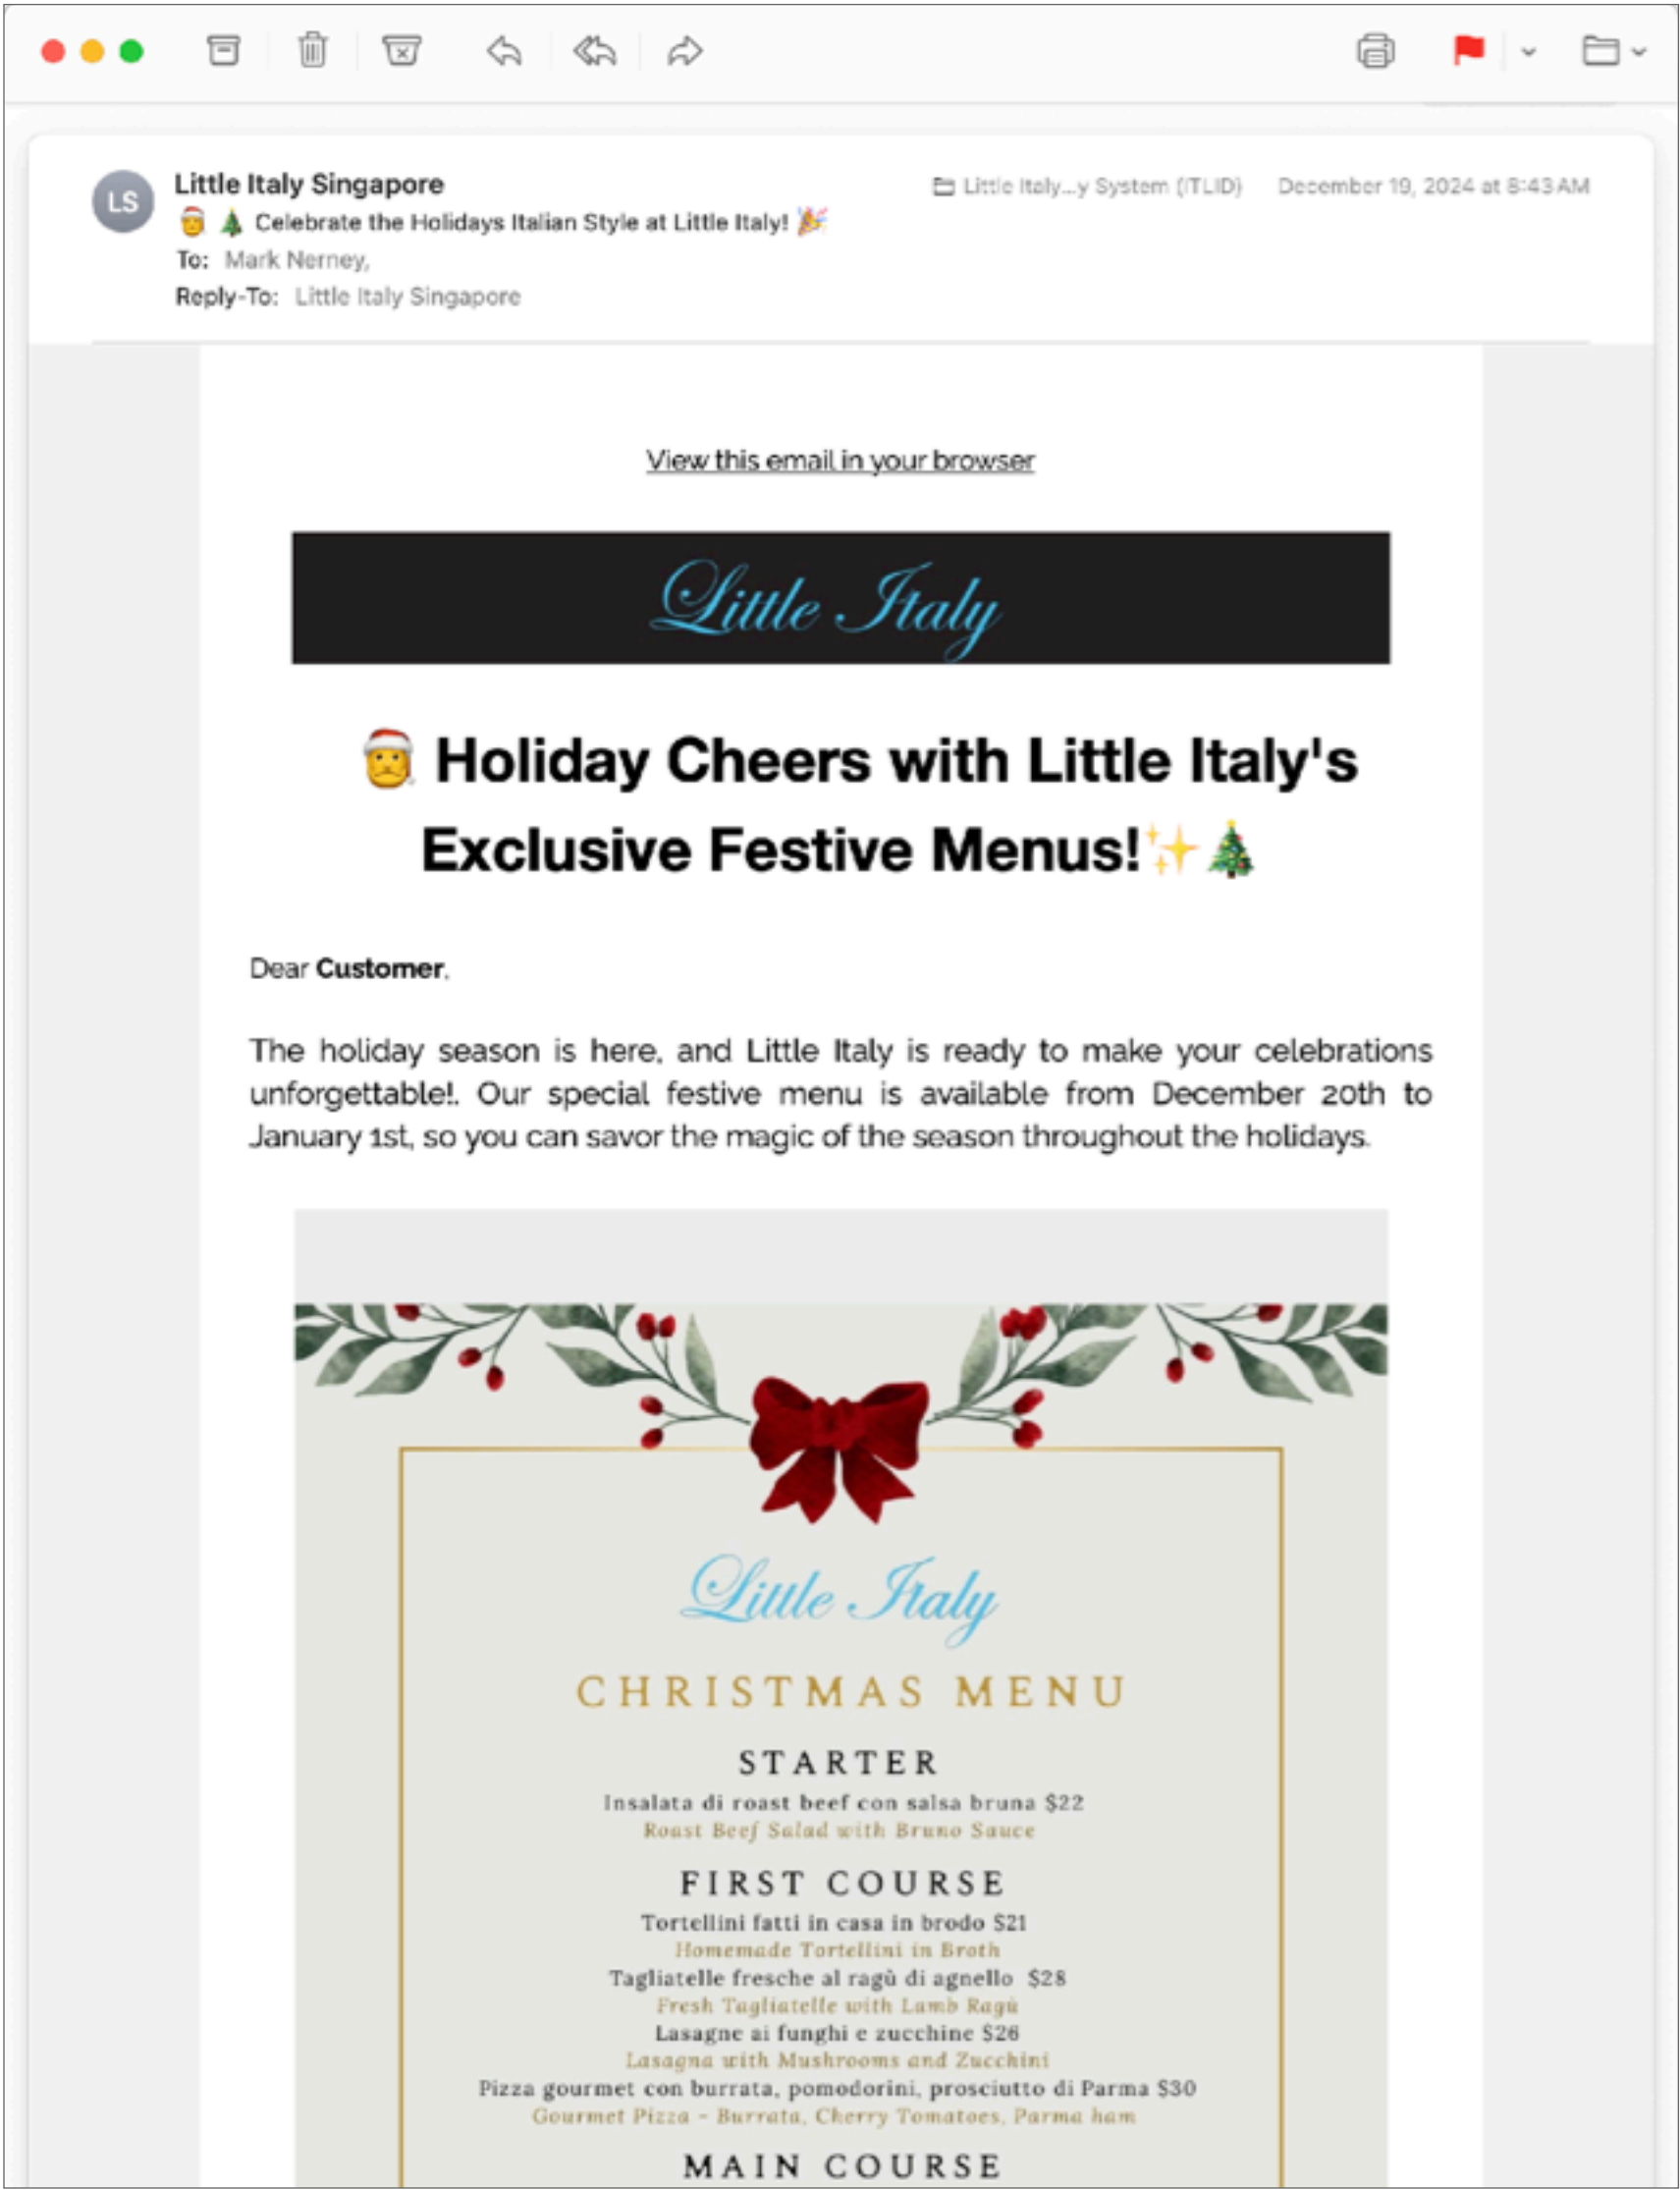 LS
Little Italy Singapore
Little Italy...y System (ITLID)
December 19, 2024 at 8:43 AM
🎅 🎄 Celebrate the Holidays Italian Style at Little Italy! 🎉
To: Mark Nerney,
Reply-To: Little Italy Singapore
View this email in your browser
Little Italy
🎅 Holiday Cheers with Little Italy's
Exclusive Festive Menus!✨🎄
Dear Customer,
The holiday season is here, and Little Italy is ready to make your celebrations
unforgettable!. Our special festive menu is available from December 20th to
January 1st, so you can savor the magic of the season throughout the holidays.
Little Italy
CHRISTMAS MENU
STARTER
Insalata di roast beef con salsa bruna $22
Roast Beef Salad with Bruno Sauce
FIRST COURSE
Tortellini fatti in casa in brodo $21
Homemade Tortellini in Broth
Tagliatelle fresche al ragù di agnello $28
Fresh Tagliatelle with Lamb Ragù
Lasagne ai funghi e zucchine $26
Lasagna with Mushrooms and Zucchini
Pizza gourmet con burrata, pomodorini, prosciutto di Parma $30
Gourmet Pizza - Burrata, Cherry Tomatoes, Parma ham
MAIN COURSE